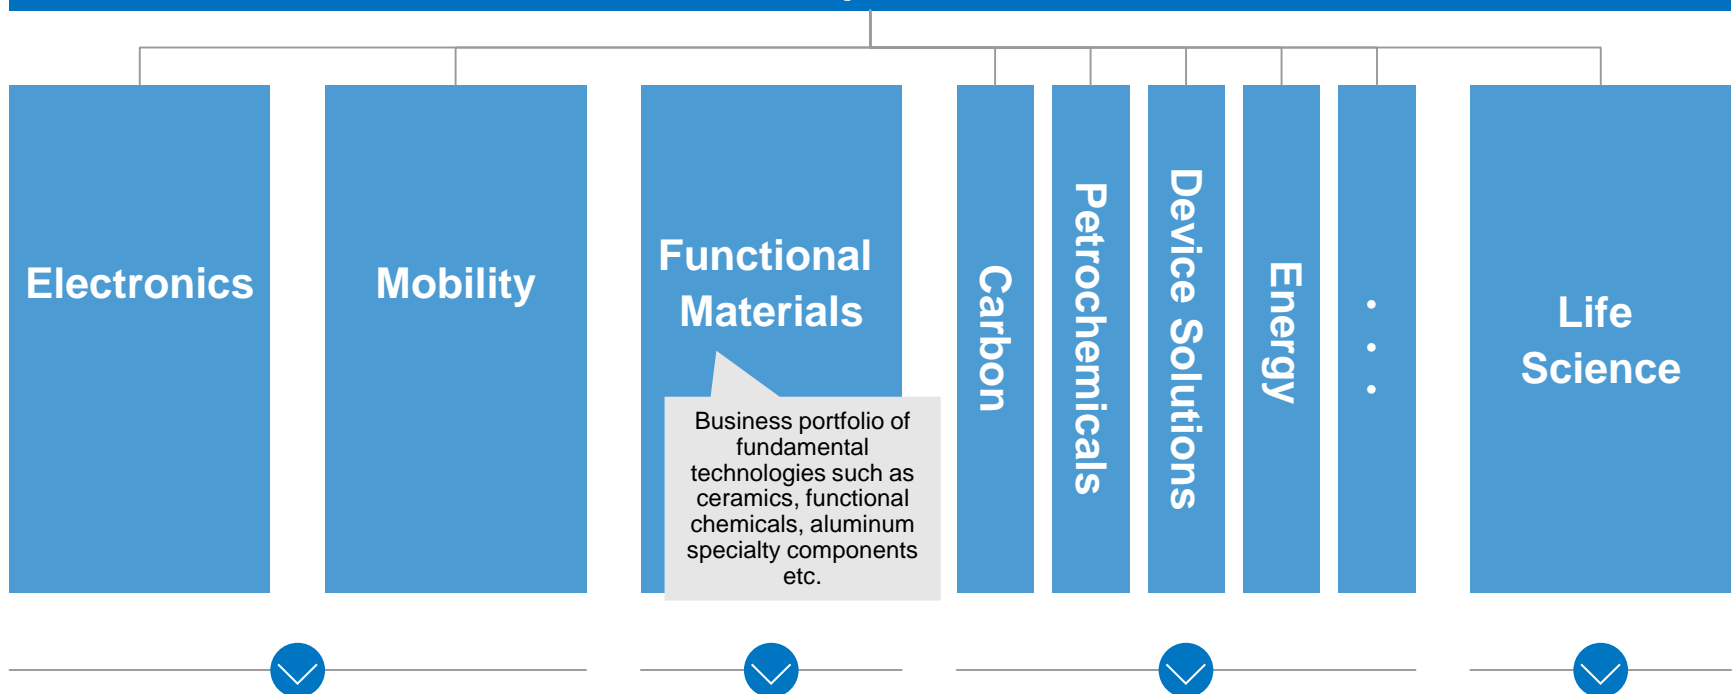 Electronics
Mobility
Functional
Materials
Business portfolio of
fundamental
technologies such as
ceramics, functional
chemicals, aluminum
specialty components
etc.
Carbon
Petrochemicals
Device Solutions
Energy
・・・
Life
Science